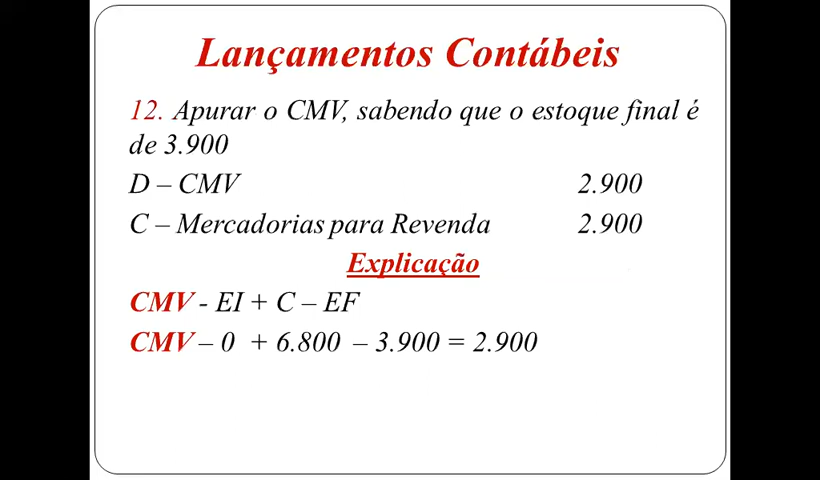 Lançamentos Contábeis
12. Apurar o CMV, sabendo que o estoque final é
de 3.900
D – CMV 2.900
C – Mercadorias para Revenda 2.900
Explicação
CMV - EI + C – EF
CMV – 0 + 6.800 – 3.900 = 2.900